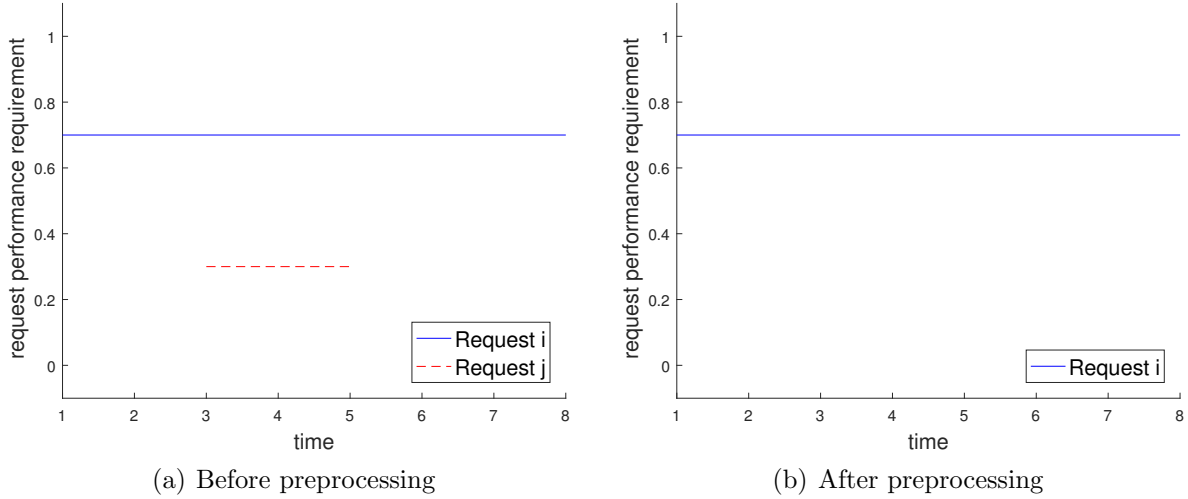 request performance requirement
1
0.8
0.6
0.4
0.2
0
1 2 3 4 5 6 7 8
time
Request i
Request j
(a) Before preprocessing
request performance requirement
1
0.8
0.6
0.4
0.2
0
1 2 3 4 5 6 7 8
time
Request i
(b) After preprocessing